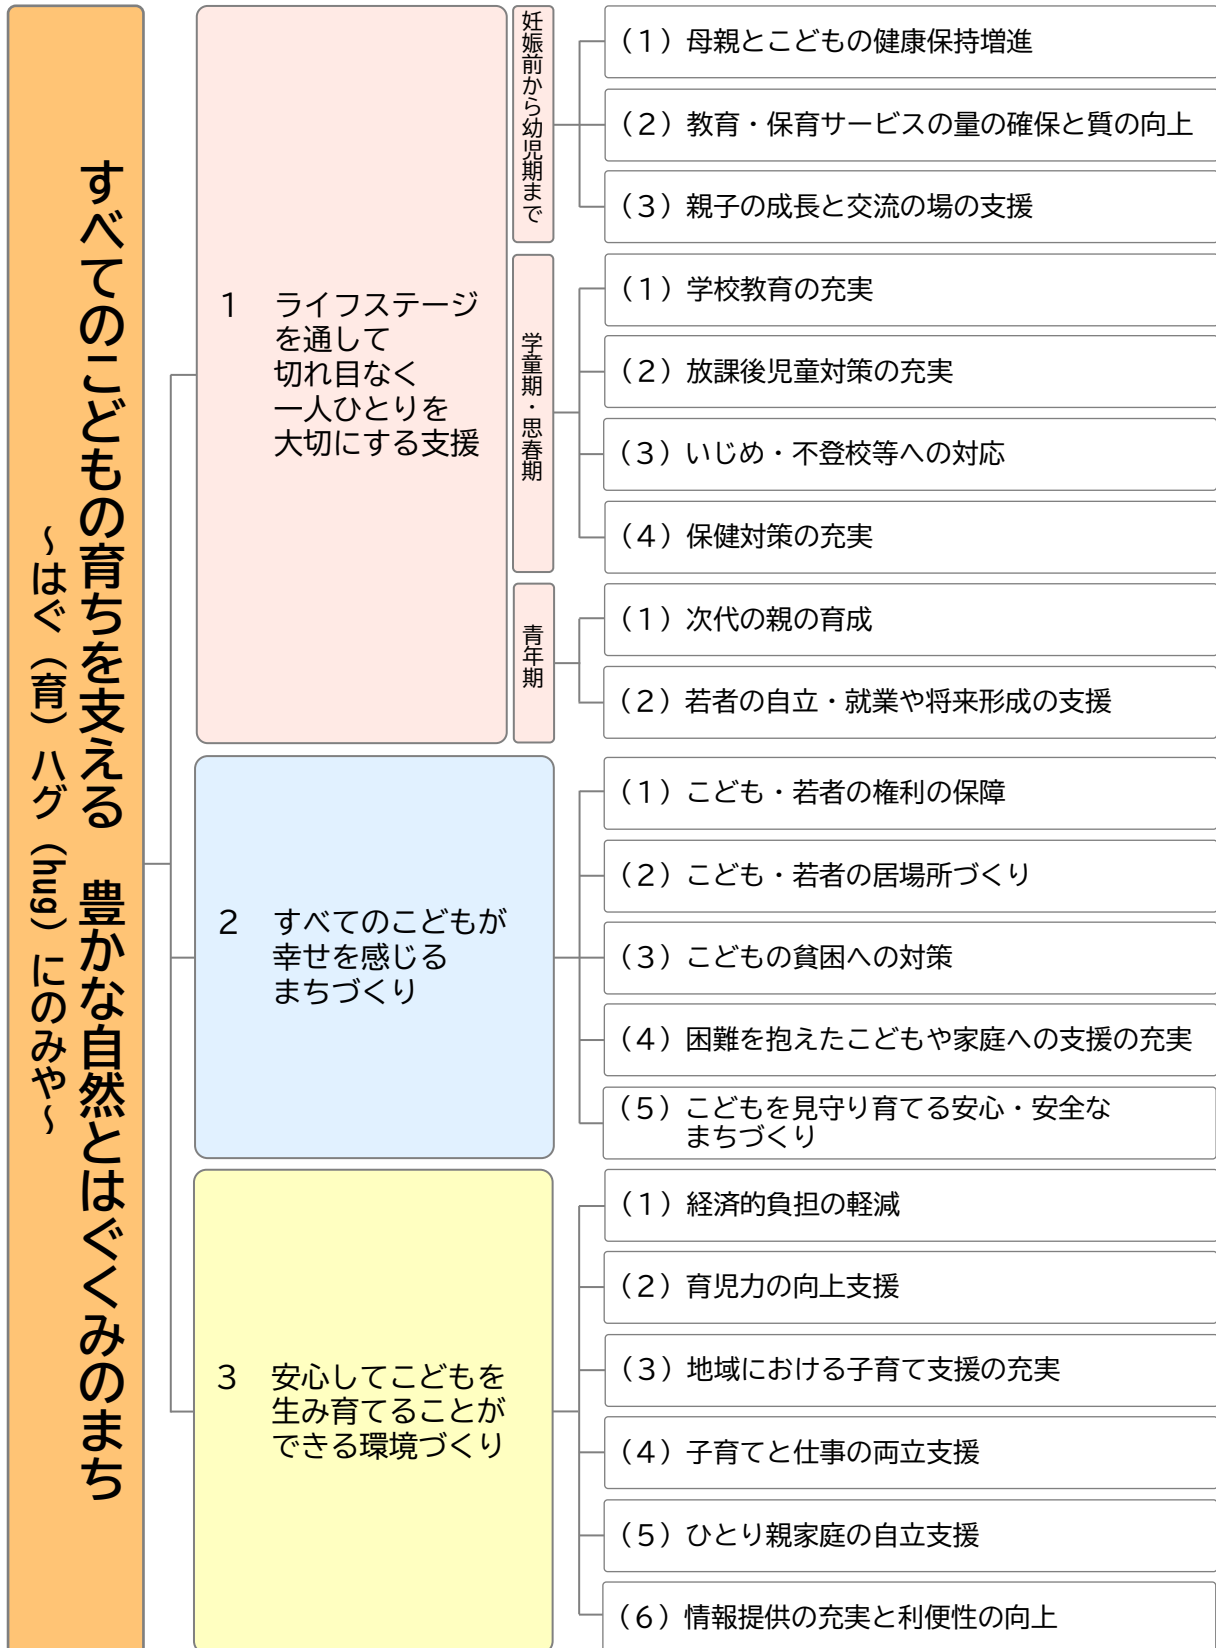 すべてのこどもの育ちを支える　豊かな自然とはぐくみのまち
～はぐ（育）ハグ（hug）にのみや～
1　ライフステージ
を通して
切れ目なく
一人ひとりを
大切にする支援
妊娠前から幼児期まで
（1）母親とこどもの健康保持増進
（2）教育・保育サービスの量の確保と質の向上
（3）親子の成長と交流の場の支援
学童期・思春期
（1）学校教育の充実
（2）放課後児童対策の充実
（3）いじめ・不登校等への対応
（4）保健対策の充実
青年期
（1）次代の親の育成
（2）若者の自立・就業や将来形成の支援
2　すべてのこどもが
幸せを感じる
まちづくり
（1）こども・若者の権利の保障
（2）こども・若者の居場所づくり
（3）こどもの貧困への対策
（4）困難を抱えたこどもや家庭への支援の充実
（5）こどもを見守り育てる安心・安全な
まちづくり
3　安心してこどもを
生み育てることが
できる環境づくり
（1）経済的負担の軽減
（2）育児力の向上支援
（3）地域における子育て支援の充実
（4）子育てと仕事の両立支援
（5）ひとり親家庭の自立支援
（6）情報提供の充実と利便性の向上